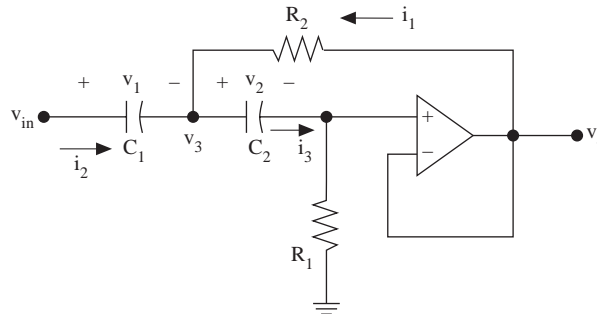 R₂ i₁
+ v₁ − + v₂ −
vᵢₙ v₃ + v
C₁ C₂ −
i₂ i₃
R₁